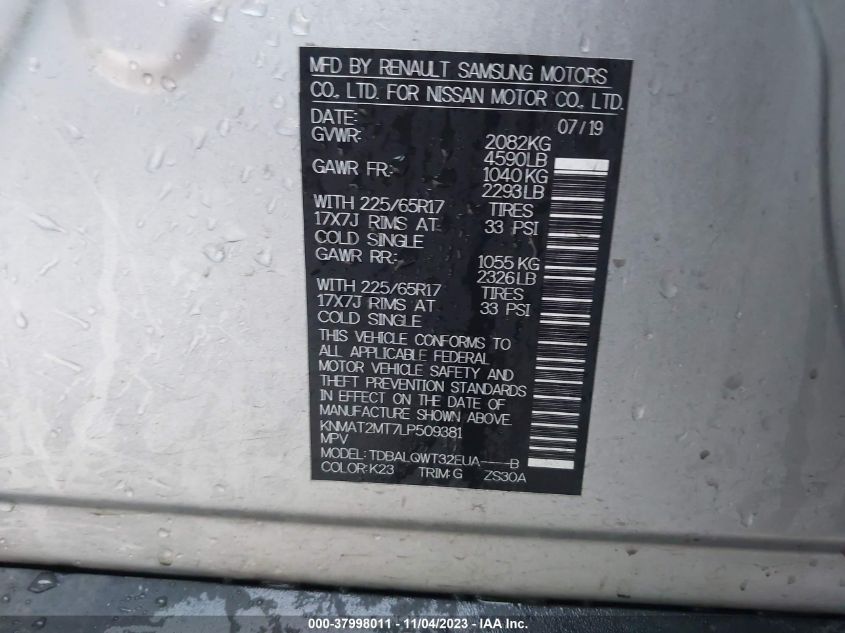 MFD BY RENAULT SAMSUNG MOTORS
CO., LTD. FOR NISSAN MOTOR CO., LTD.
DATE: 07/19
GVWR: 2082KG
4590LB
GAWR FR: 1040KG
2293LB
WITH 225/65R17 TIRES
17X7J RIMS AT 33 PSI
COLD SINGLE
GAWR RR: 1055KG
2326LB
WITH 225/65R17 TIRES
17X7J RIMS AT 33 PSI
COLD SINGLE
THIS VEHICLE CONFORMS TO
ALL APPLICABLE FEDERAL
MOTOR VEHICLE SAFETY AND
THEFT PREVENTION STANDARDS
IN EFFECT ON THE DATE OF
MANUFACTURE SHOWN ABOVE.
KNMAT2MT7LP509381
MPV
MODEL: TDBALQWT32EUA----B
COLOR: K23 TRIM: G ZS30A
000-37998011 - 11/04/2023 - © IAA Inc.